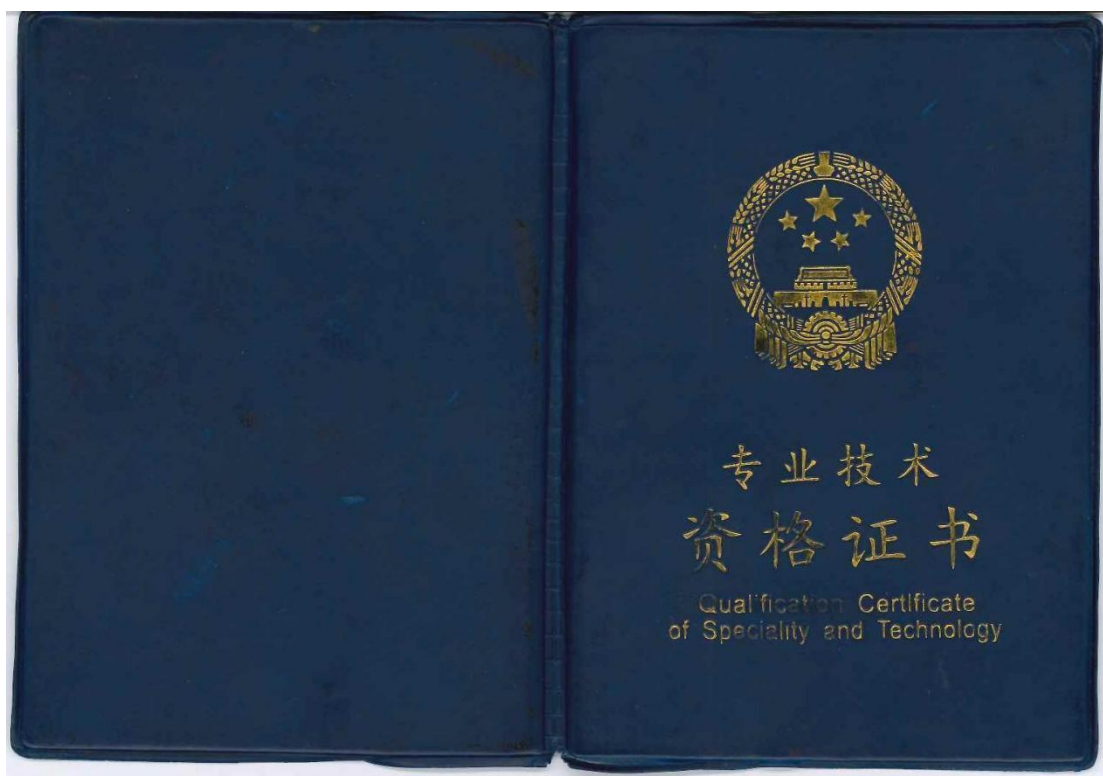 专业技术
资格证书
Qualification Certificate
of Speciality and Technology